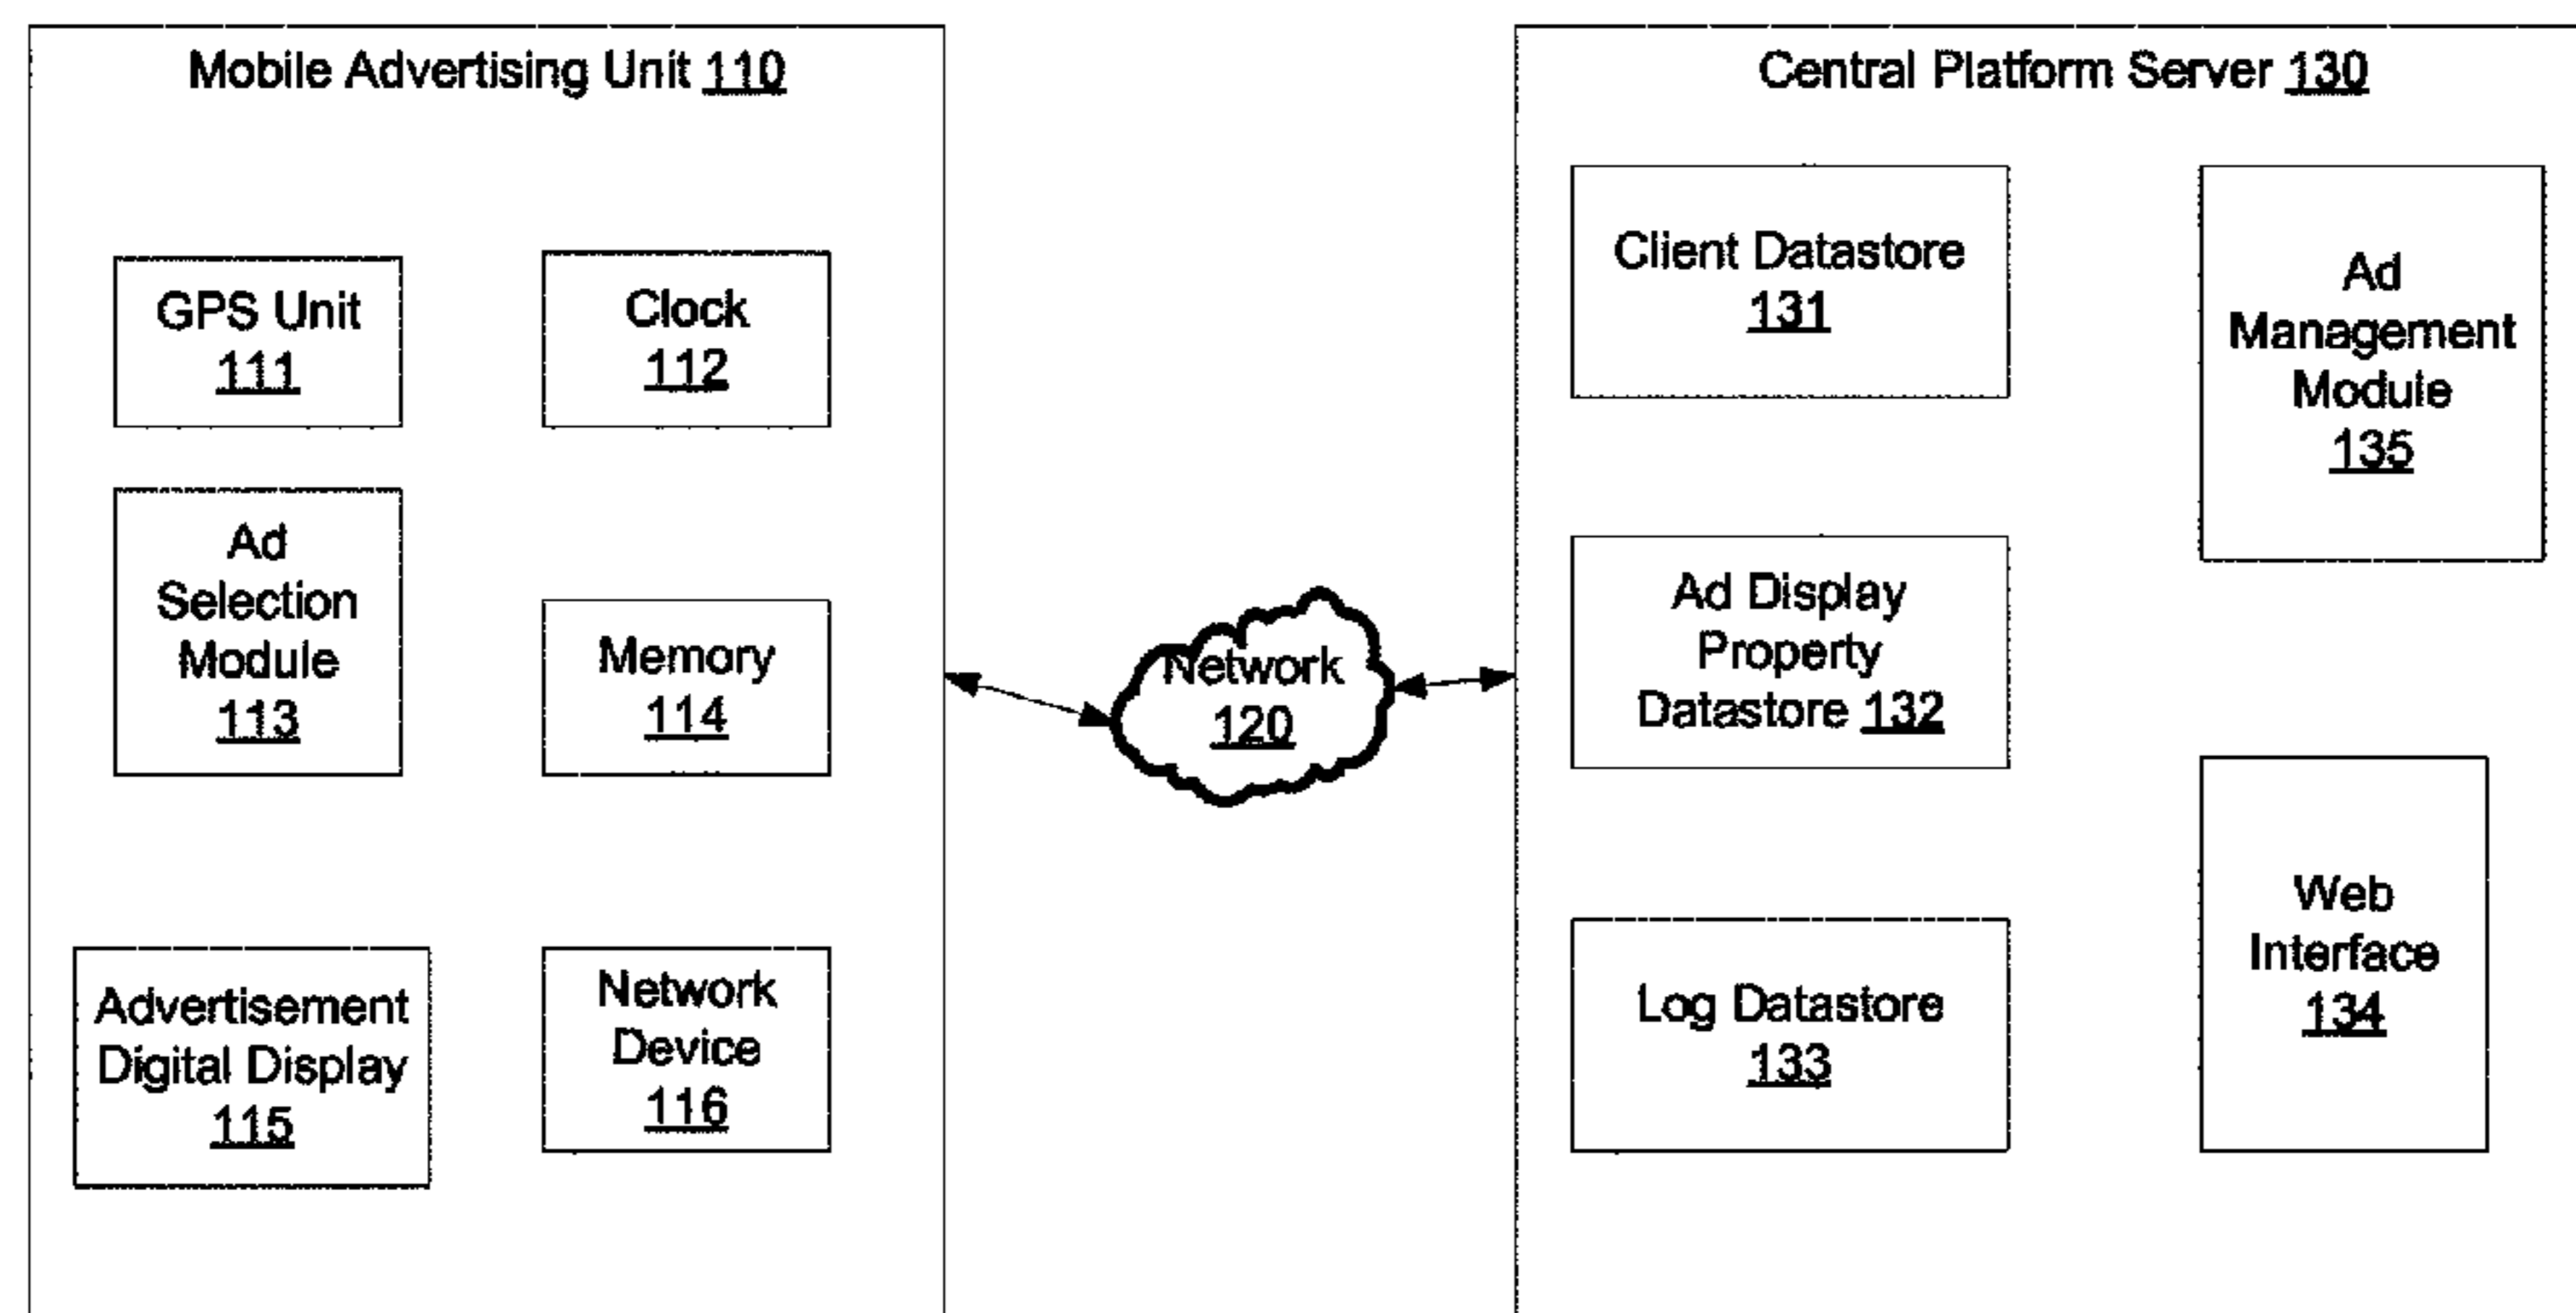 Mobile Advertising Unit 110
GPS Unit
111
Clock
112
Ad
Selection
Module
113
Memory
114
Advertisement
Digital Display
115
Network
Device
116
Network
120
Central Platform Server 130
Client Datastore
131
Ad
Management
Module
135
Ad Display
Property
Datastore 132
Log Datastore
133
Web
Interface
134